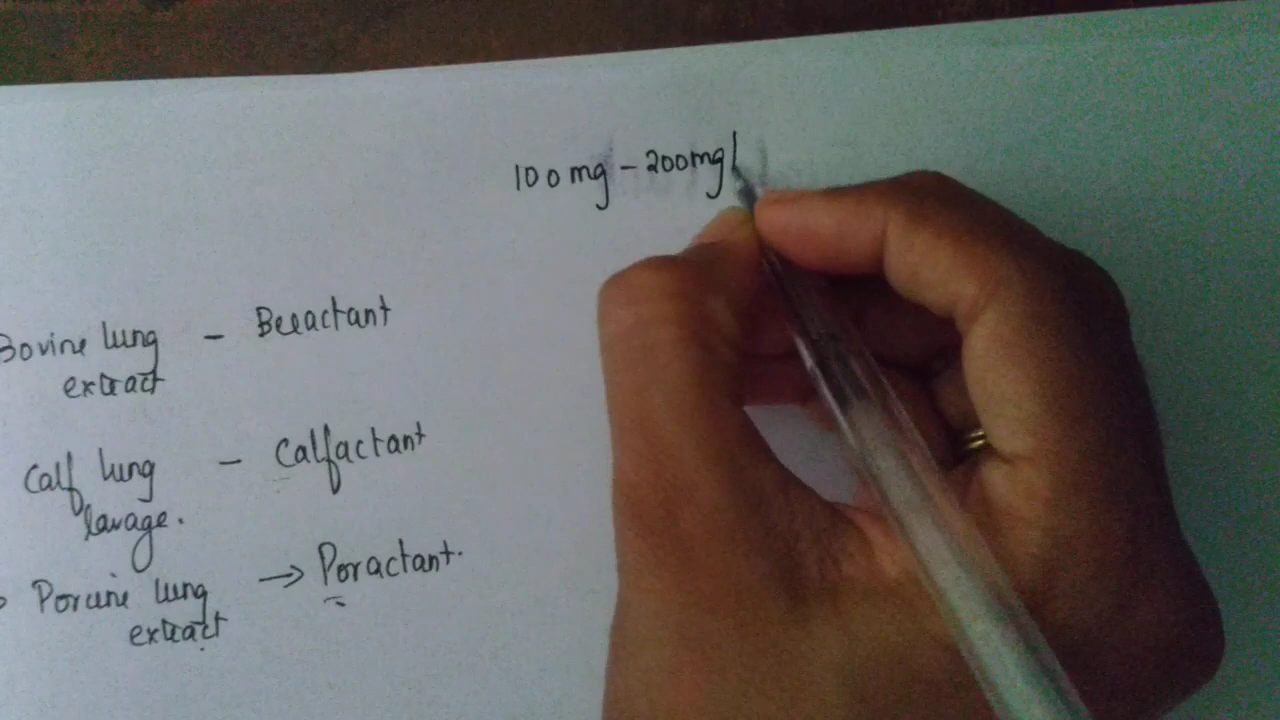 100mg - 200mg/
Bovine lung - Beractant
extract
Calf lung - Calfactant
lavage.
Porcine lung → Poractant.
extract